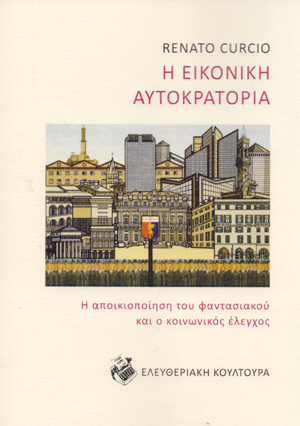 RENATO CURCIO
Η ΕΙΚΟΝΙΚΗ
ΑΥΤΟΚΡΑΤΟΡΙΑ
Η αποικιοποίηση του φαντασιακού
και ο κοινωνικός έλεγχος
ΕΛΕΥΘΕΡΙΑΚΗ ΚΟΥΛΤΟΥΡΑ